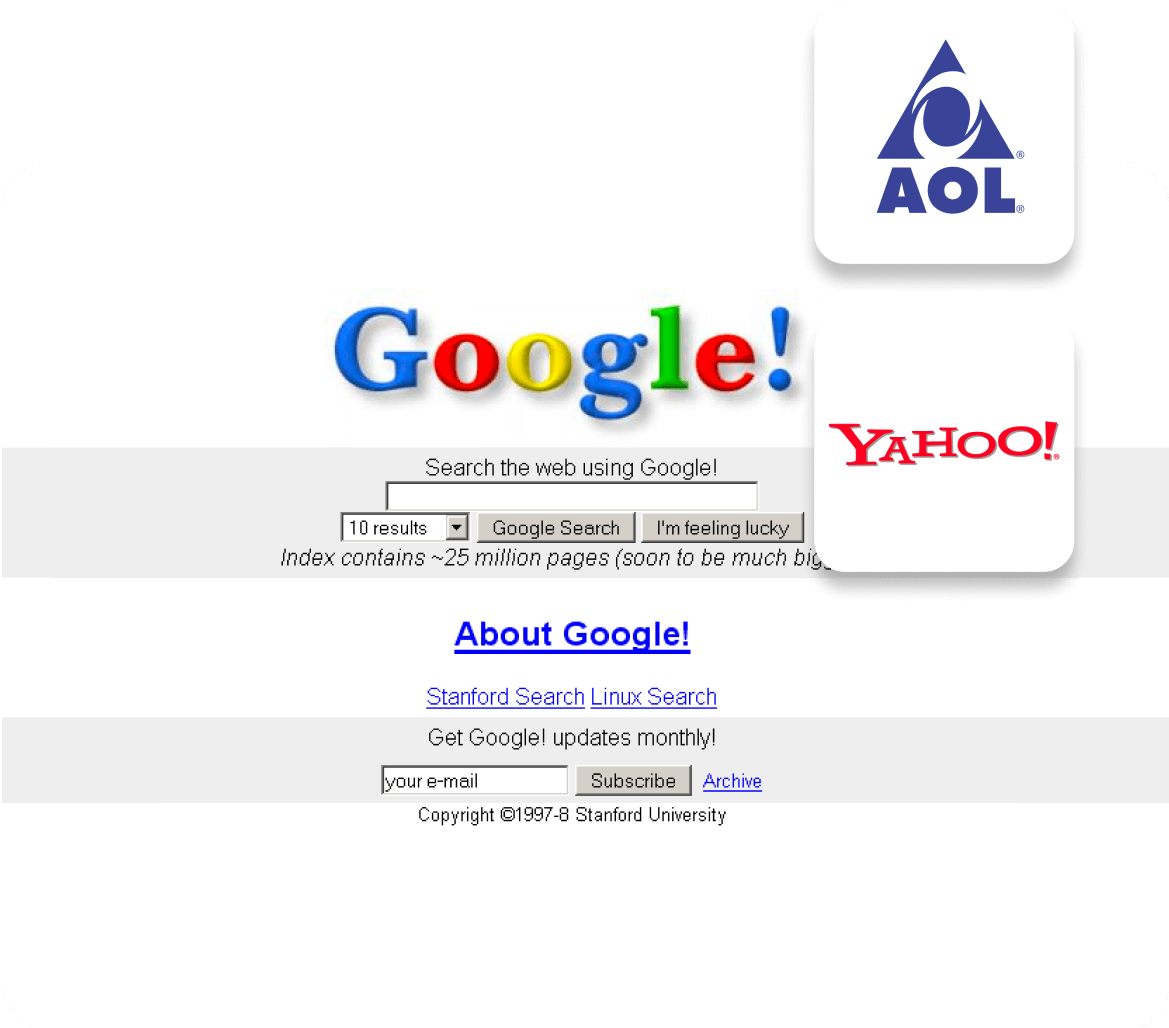 AOL
Google!
YAHOO!
Search the web using Google!
10 results Google Search I'm feeling lucky
Index contains ~25 million pages (soon to be much
About Google!
Stanford Search Linux Search
Get Google! updates monthly!
your e-mail Subscribe Archive
Copyright ©1997-8 Stanford University